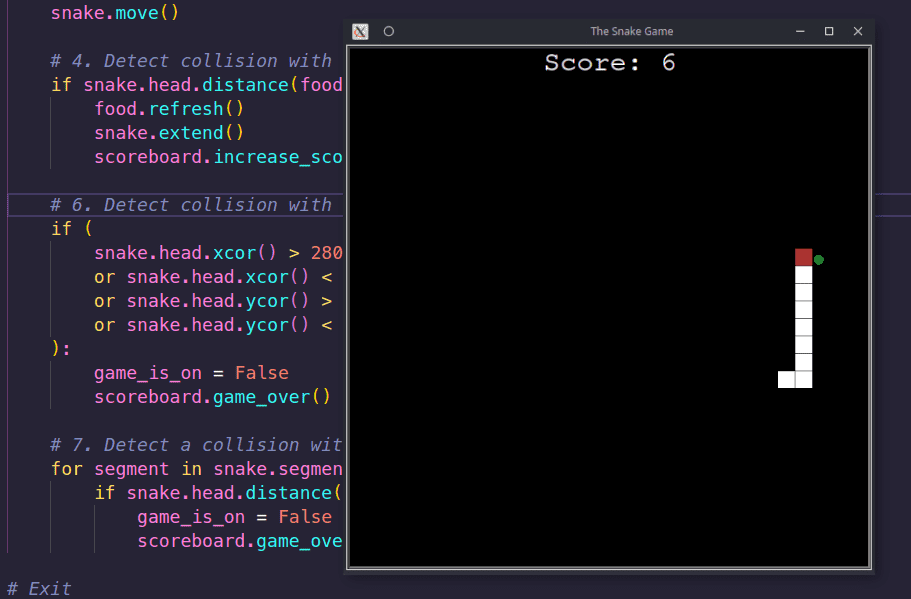 snake.move()
The Snake Game
Score: 6
# 4. Detect collision with
if snake.head.distance(food
food.refresh()
snake.extend()
scoreboard.increase_sco
# 6. Detect collision with
if (
snake.head.xcor() > 280
or snake.head.xcor() <
or snake.head.ycor() >
or snake.head.ycor() <
):
game_is_on = False
scoreboard.game_over()
# 7. Detect a collision wit
for segment in snake.segmen
if snake.head.distance(
game_is_on = False
scoreboard.game_ove
# Exit